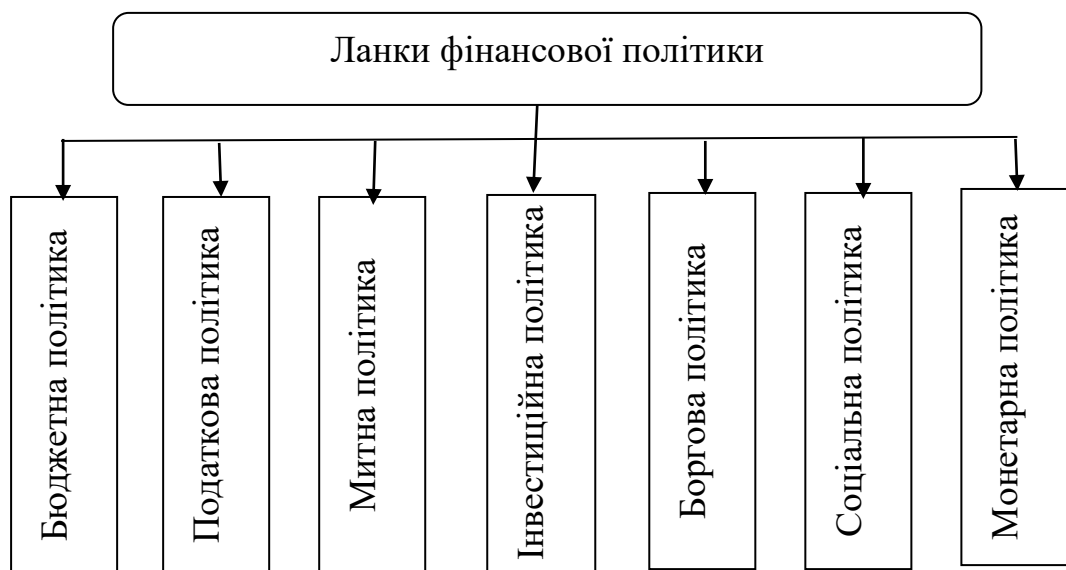 Ланки фінансової політики
Бюджетна політика
Податкова політика
Митна політика
Інвестиційна політика
Боргова політика
Соціальна політика
Монетарна політика